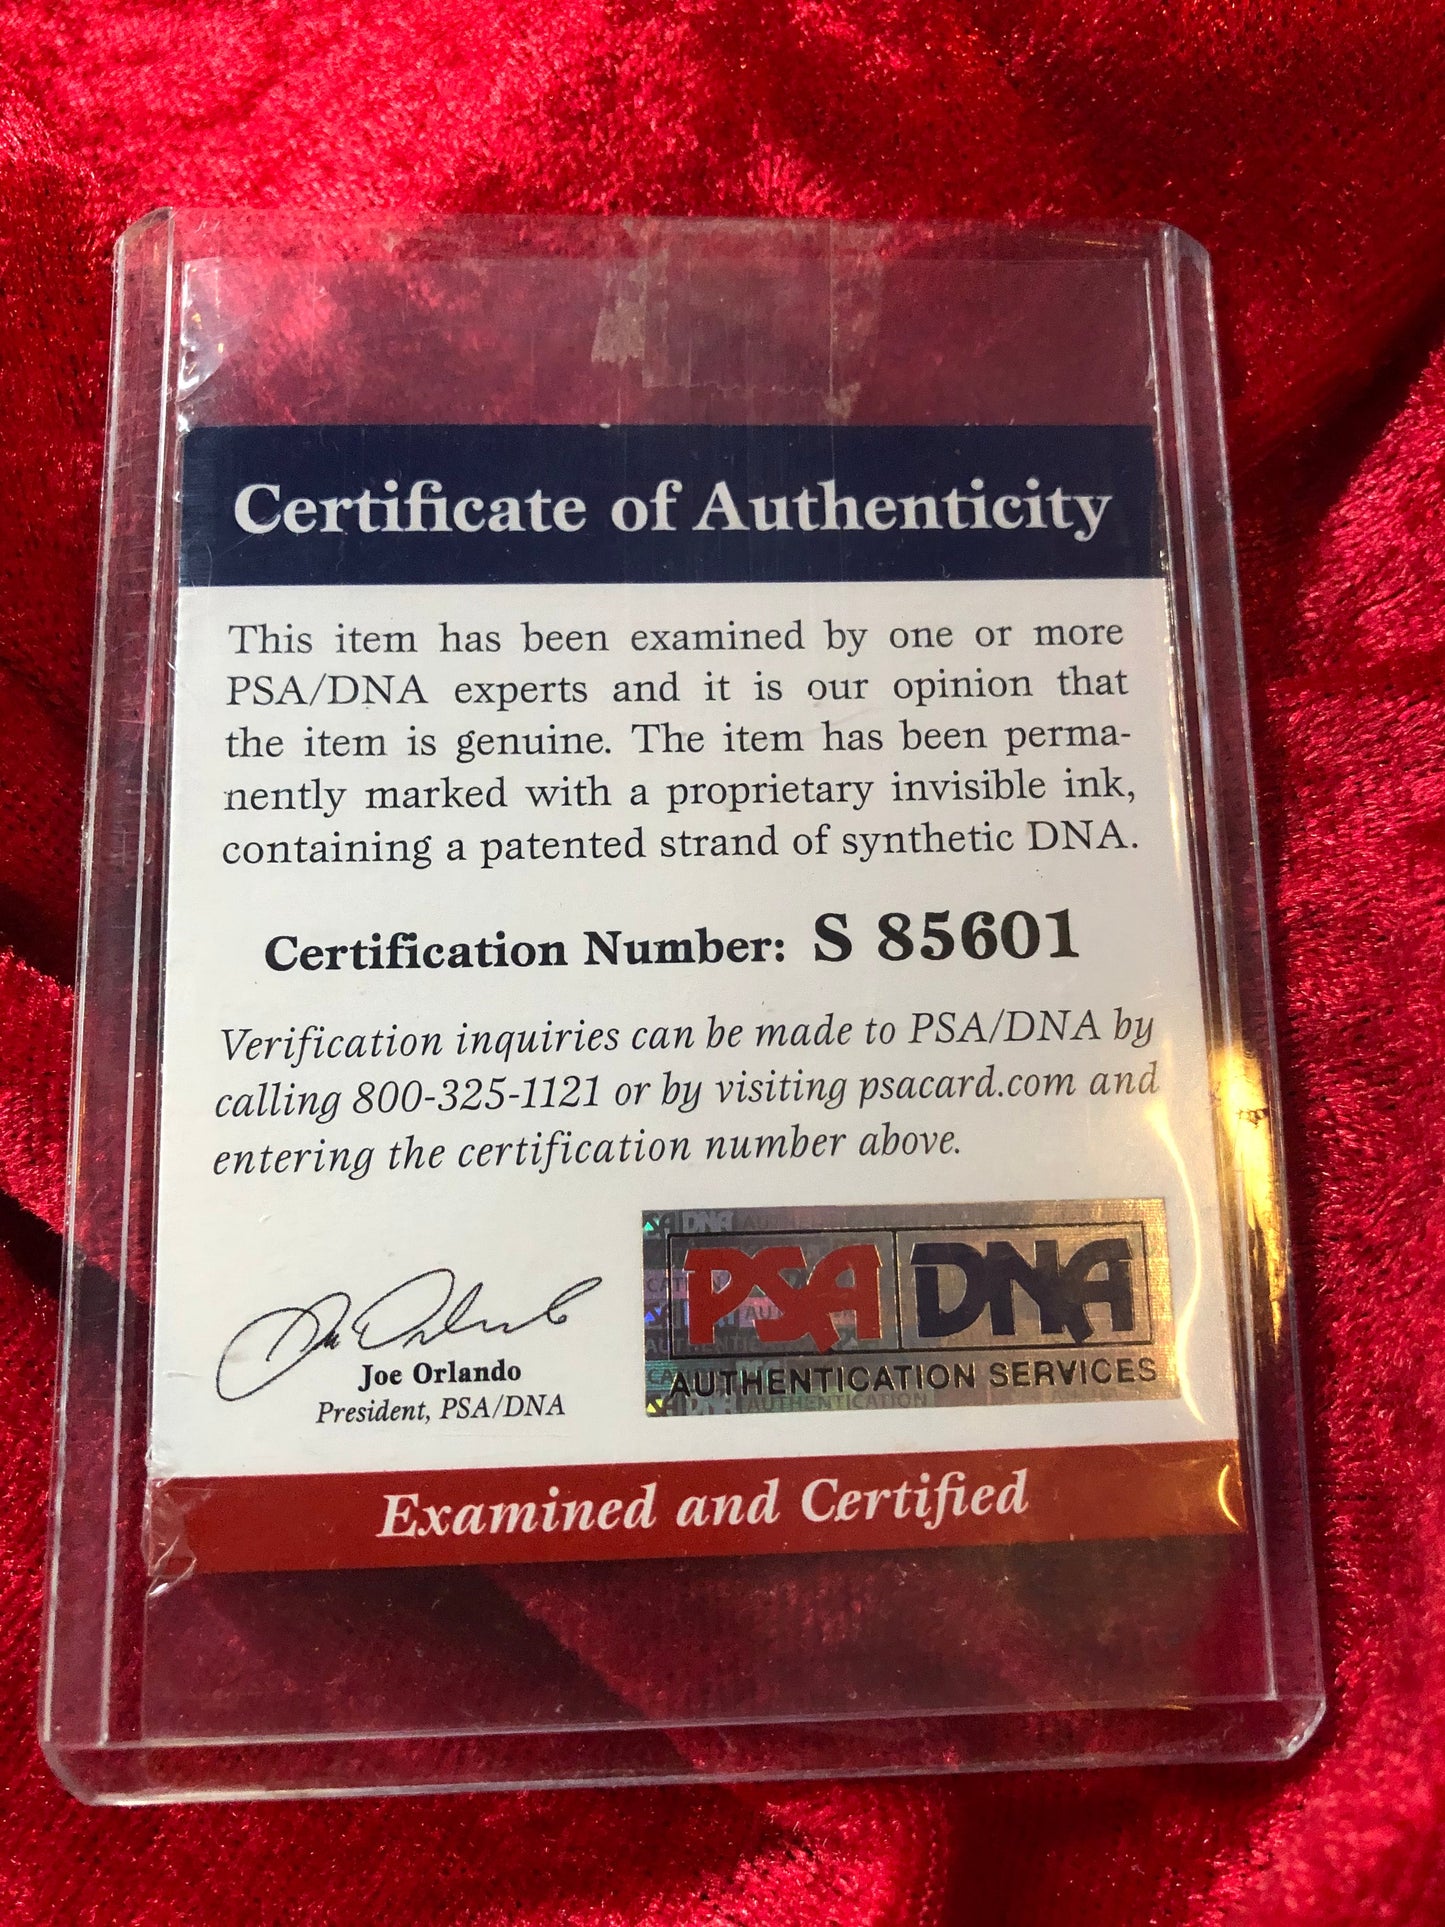 Certificate of Authenticity
This item has been examined by one or more
PSA/DNA experts and it is our opinion that
the item is genuine. The item has been perma-
nently marked with a proprietary invisible ink,
containing a patented strand of synthetic DNA.
Certification Number: S 85601
Verification inquiries can be made to PSA/DNA by
calling 800-325-1121 or by visiting psacard.com and
entering the certification number above.
Joe Orlando
President, PSA/DNA
PSA DNA
AUTHENTICATION SERVICES
Examined and Certified